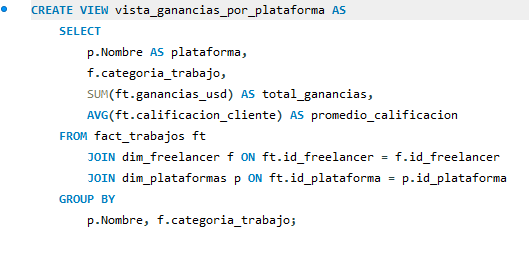 CREATE VIEW vista_ganancias_por_plataforma AS
SELECT
p.Nombre AS plataforma,
f.categoria_trabajo,
SUM(ft.ganancias_usd) AS total_ganancias,
AVG(ft.calificacion_cliente) AS promedio_calificacion
FROM fact_trabajos ft
JOIN dim_freelancer f ON ft.id_freelancer = f.id_freelancer
JOIN dim_plataformas p ON ft.id_plataforma = p.id_plataforma
GROUP BY
p.Nombre, f.categoria_trabajo;